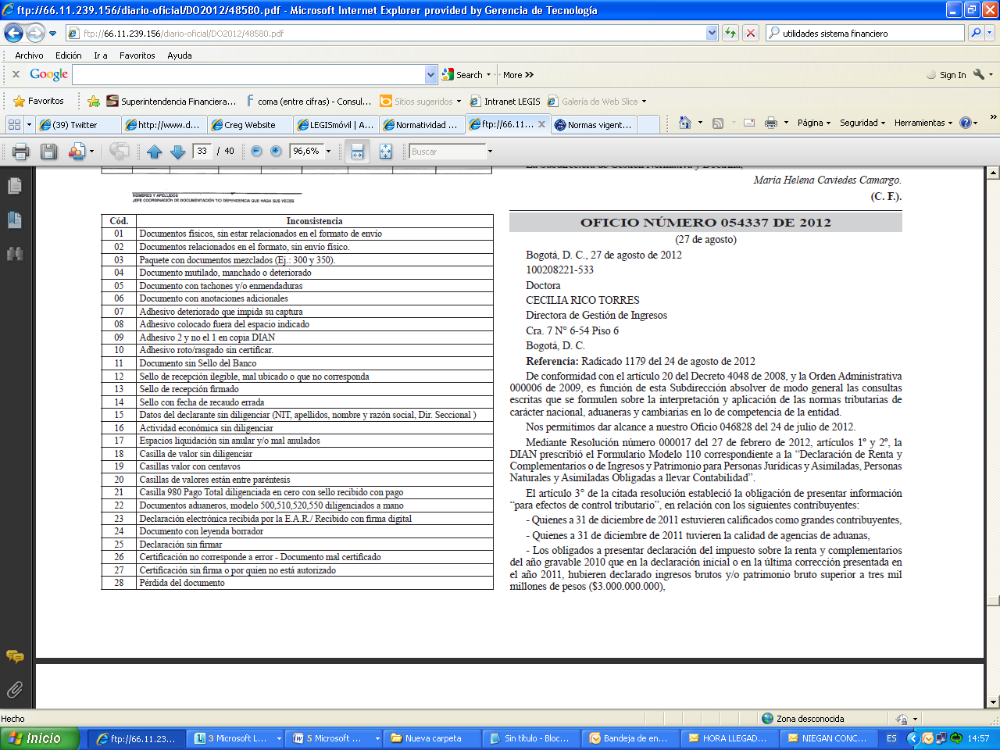 ftp://66.11.239.156/diario-oficial/DO2012/48580.pdf - Microsoft Internet Explorer provided by Gerencia de Tecnología
ftp://66.11.239.156/diario-oficial/DO2012/48580.pdf
utilidades sistema financiero
Archivo Edición Ir a Favoritos Ayuda
x Google Search More »» Sign In
Favoritos Superintendencia Financiera... coma (entre cifras) - Consul... Sitios sugeridos Intranet LEGIS Galería de Web Slice
(39) Twitter http://www.d... Creg Website LEGISmóvil | A... Normatividad ... ftp://66.11.... Normas vigent... Página Seguridad Herramientas
33 / 40 96,6% Buscar
NOMBRES Y APELLIDOS
JEFE COORDINACIÓN DE DOCUMENTACIÓN Y/O DEPENDENCIA QUE HAGA SUS VECES
Cód. Inconsistencia
01 Documentos físicos, sin estar relacionados en el formato de envío
02 Documentos relacionados en el formato, sin envío físico.
03 Paquete con documentos mezclados (Ej.: 300 y 350).
04 Documento mutilado, manchado o deteriorado
05 Documento con tachones y/o enmendaduras
06 Documento con anotaciones adicionales
07 Adhesivo deteriorado que impida su captura
08 Adhesivo colocado fuera del espacio indicado
09 Adhesivo 2 y no el 1 en copia DIAN
10 Adhesivo roto/rasgado sin certificar.
11 Documento sin Sello del Banco
12 Sello de recepción ilegible, mal ubicado o que no corresponda
13 Sello de recepción firmado
14 Sello con fecha de recaudo errada
15 Datos del declarante sin diligenciar (NIT, apellidos, nombre y razón social, Dir. Seccional )
16 Actividad económica sin diligenciar
17 Espacios liquidación sin anular y/o mal anulados
18 Casilla de valor sin diligenciar
19 Casillas valor con centavos
20 Casillas de valores están entre paréntesis
21 Casilla 980 Pago Total diligenciada en cero con sello recibido con pago
22 Documentos aduaneros, modelo 500,510,520,550 diligenciados a mano
23 Declaración electrónica recibida por la E.A.R./ Recibido con firma digital
24 Documento con leyenda borrador
25 Declaración sin firmar
26 Certificación no corresponde a error - Documento mal certificado
27 Certificación sin firma o por quien no está autorizado
28 Pérdida del documento
La Subdirectora de Gestión Normativa y Doctrina,
María Helena Caviedes Camargo.
(C. F.).
OFICIO NÚMERO 054337 DE 2012
(27 de agosto)
Bogotá, D. C., 27 de agosto de 2012
100208221-533
Doctora
CECILIA RICO TORRES
Directora de Gestión de Ingresos
Cra. 7 N° 6-54 Piso 6
Bogotá, D. C.
Referencia: Radicado 1179 del 24 de agosto de 2012
De conformidad con el artículo 20 del Decreto 4048 de 2008, y la Orden Administrativa
000006 de 2009, es función de esta Subdirección absolver de modo general las consultas
escritas que se formulen sobre la interpretación y aplicación de las normas tributarias de
carácter nacional, aduaneras y cambiarias en lo de competencia de la entidad.
Nos permitimos dar alcance a nuestro Oficio 046828 del 24 de julio de 2012.
Mediante Resolución número 000017 del 27 de febrero de 2012, artículos 1º y 2º, la
DIAN prescribió el Formulario Modelo 110 correspondiente a la “Declaración de Renta y
Complementarios o de Ingresos y Patrimonio para Personas Jurídicas y Asimiladas, Personas
Naturales y Asimiladas Obligadas a llevar Contabilidad”.
El artículo 3° de la citada resolución estableció la obligación de presentar información
“para efectos de control tributario”, en relación con los siguientes contribuyentes:
- Quienes a 31 de diciembre de 2011 estuvieren calificados como grandes contribuyentes,
- Quienes a 31 de diciembre de 2011 tuvieren la calidad de agencias de aduanas,
- Los obligados a presentar declaración del impuesto sobre la renta y complementarios
del año gravable 2010 que en la declaración inicial o en la última corrección presentada en
el año 2011, hubieren declarado ingresos brutos y/o patrimonio bruto superior a tres mil
millones de pesos ($3.000.000.000),
Hecho Zona desconocida
Inicio ftp://66.11.23... 3 Microsoft L... 5 Microsoft ... Nueva carpeta Sin título - Bloc... Bandeja de en... HORA LLEGAD... NIEGAN CONC... ES 14:57